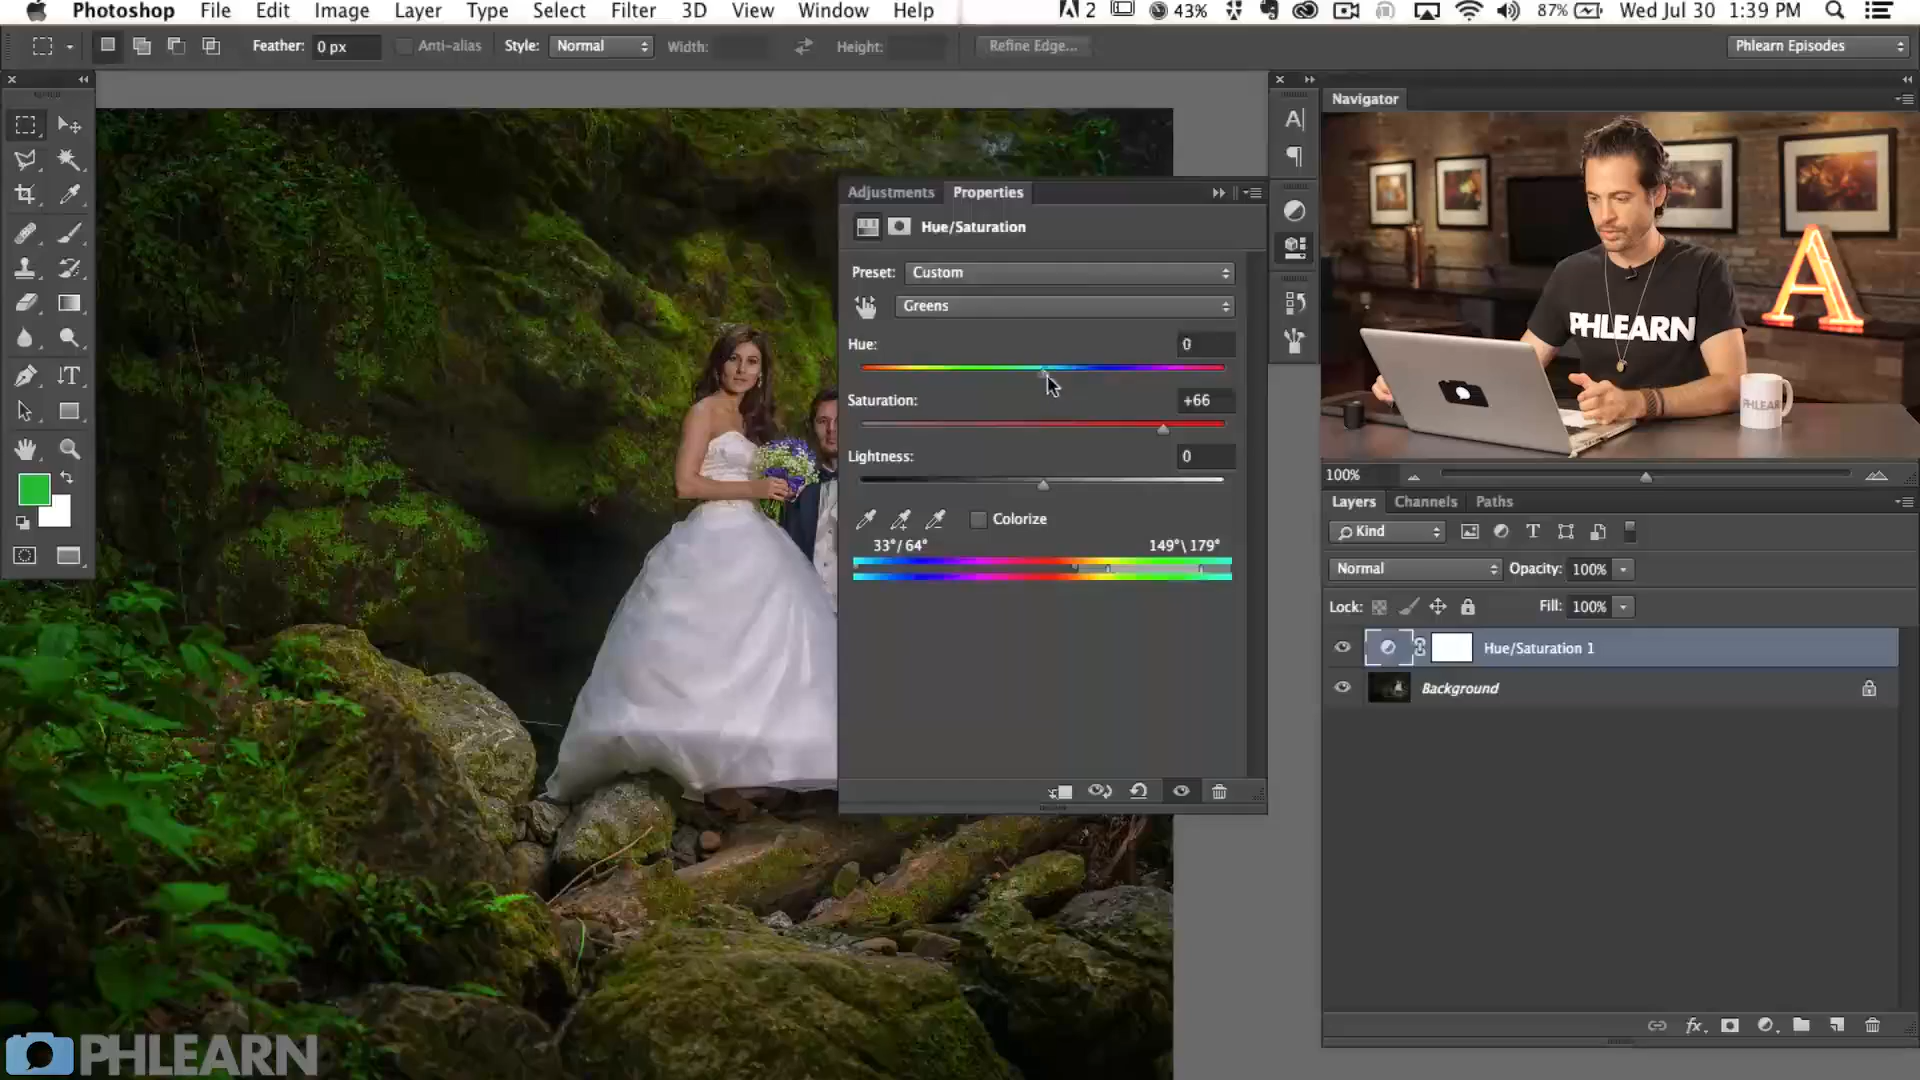 Photoshop File Edit Image Layer Type Select Filter 3D View Window Help 2 43% 87% Wed Jul 30 1:39 PM
Feather: 0 px Anti-alias Style: Normal Width: Height: Refine Edge... Phlearn Episodes
Adjustments Properties
Hue/Saturation
Preset: Custom
Greens
Hue: 0
Saturation: +66
Lightness: 0
Colorize
33°/ 64° 149°\ 179°
Navigator
A
PHLEARN
PHLEARN
100%
Layers Channels Paths
Kind
Normal Opacity: 100%
Lock: Fill: 100%
Hue/Saturation 1
Background
PHLEARN